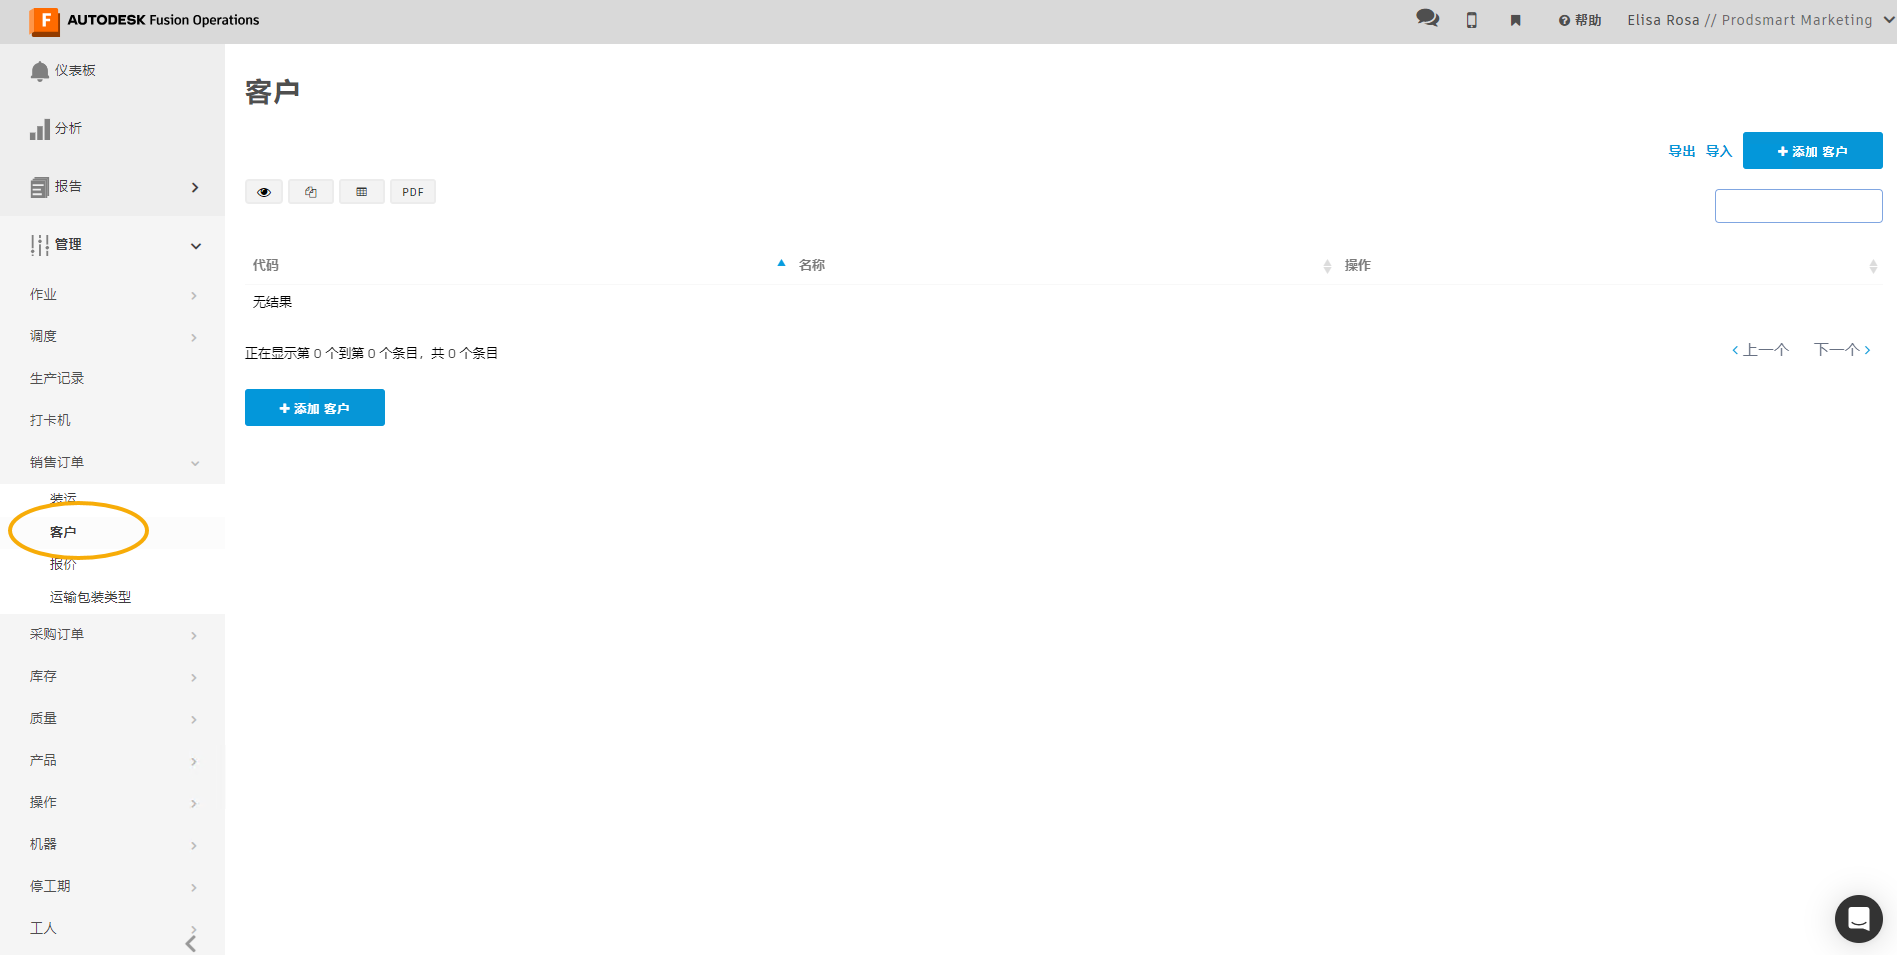 F AUTODESK Fusion Operations
帮助
Elisa Rosa // Prodsmart Marketing
仪表板
分析
报告
管理
作业
调度
生产记录
打卡机
销售订单
装运
客户
报价
运输包装类型
采购订单
库存
质量
产品
操作
机器
停工期
工人
客户
导出 导入 添加 客户
PDF
代码 名称 操作
无结果
正在显示第 0 个到第 0 个条目，共 0 个条目
上一个 下一个
添加 客户